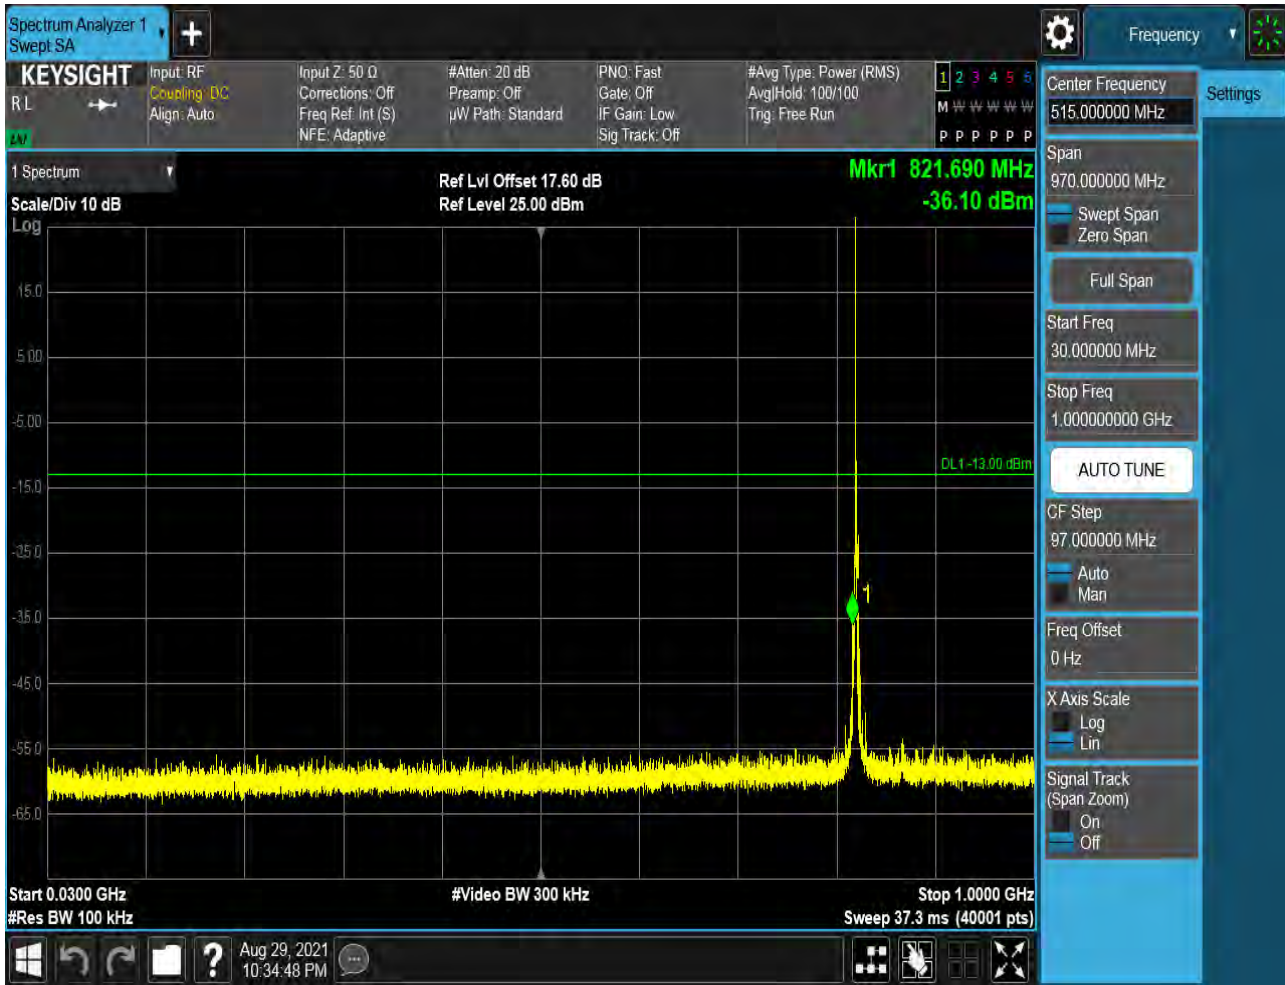 Spectrum Analyzer 1
Swept SA
Frequency
KEYSIGHT
R L
Input: RF
Coupling: DC
Align: Auto
Input Z: 50 Ω
Corrections: Off
Freq Ref: Int (S)
NFE: Adaptive
#Atten: 20 dB
Preamp: Off
µW Path: Standard
PNO: Fast
Gate: Off
IF Gain: Low
Sig Track: Off
#Avg Type: Power (RMS)
Avg|Hold: 100/100
Trig: Free Run
1 2 3 4 5 6
M W W W W W
P P P P P P
1 Spectrum
Scale/Div 10 dB
Log
Ref Lvl Offset 17.60 dB
Ref Level 25.00 dBm
Mkr1 821.690 MHz
-36.10 dBm
15.0
5.00
-5.00
DL1 -13.00 dBm
-15.0
-25.0
1
-35.0
-45.0
-55.0
-65.0
Start 0.0300 GHz
#Res BW 100 kHz
#Video BW 300 kHz
Stop 1.0000 GHz
Sweep 37.3 ms (40001 pts)
Aug 29, 2021
10:34:48 PM
Center Frequency
515.000000 MHz
Settings
Span
970.000000 MHz
Swept Span
Zero Span
Full Span
Start Freq
30.000000 MHz
Stop Freq
1.000000000 GHz
AUTO TUNE
CF Step
97.000000 MHz
Auto
Man
Freq Offset
0 Hz
X Axis Scale
Log
Lin
Signal Track
(Span Zoom)
On
Off